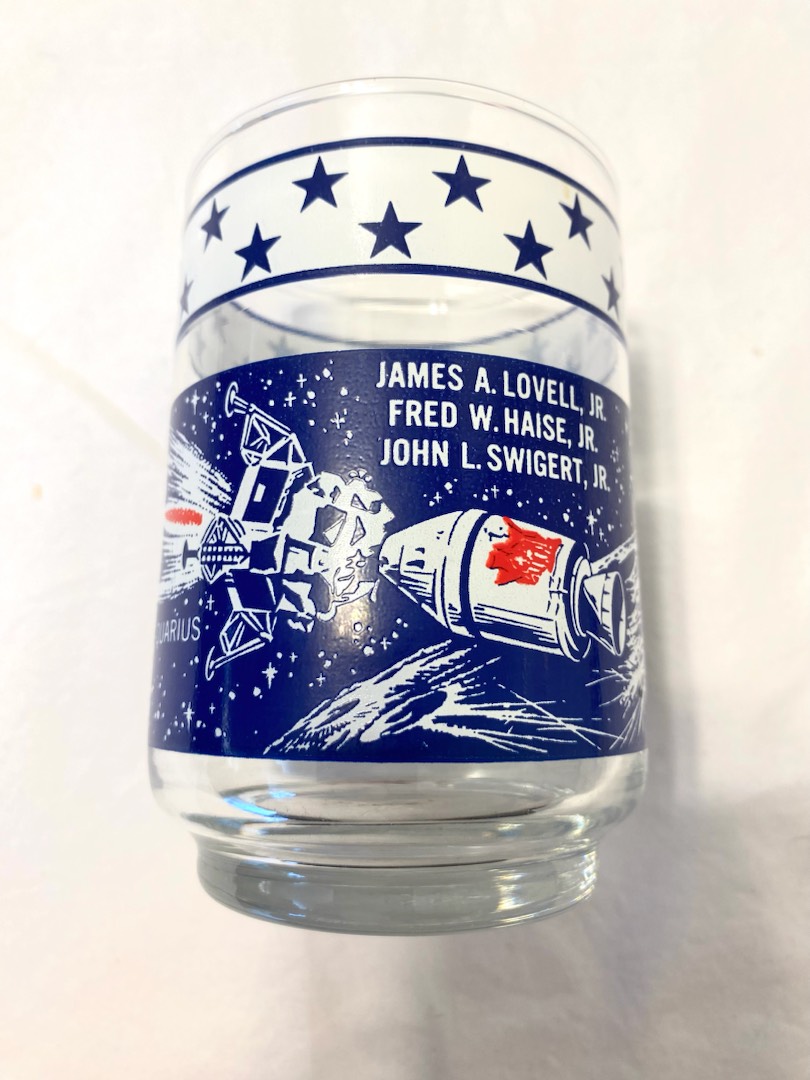 JAMES A. LOVELL, JR.
FRED W. HAISE, JR.
JOHN L. SWIGERT, JR.